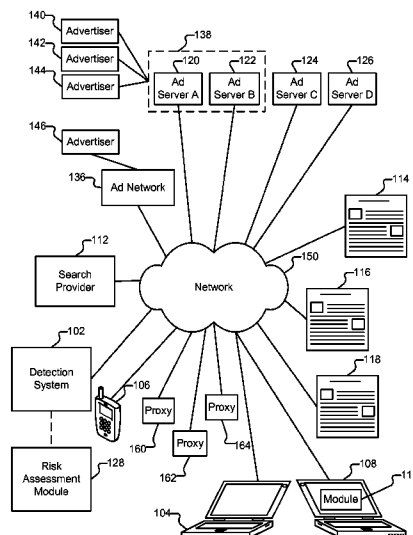 140
Advertiser
142
Advertiser
144
Advertiser
138
120
Ad Server A
122
Ad Server B
124
Ad Server C
126
Ad Server D
146
Advertiser
136
Ad Network
114
112
Search Provider
150
Network
116
102
Detection System
106
118
Proxy
160
Proxy
162
Proxy
164
Risk Assessment Module
128
108
Module
11
104